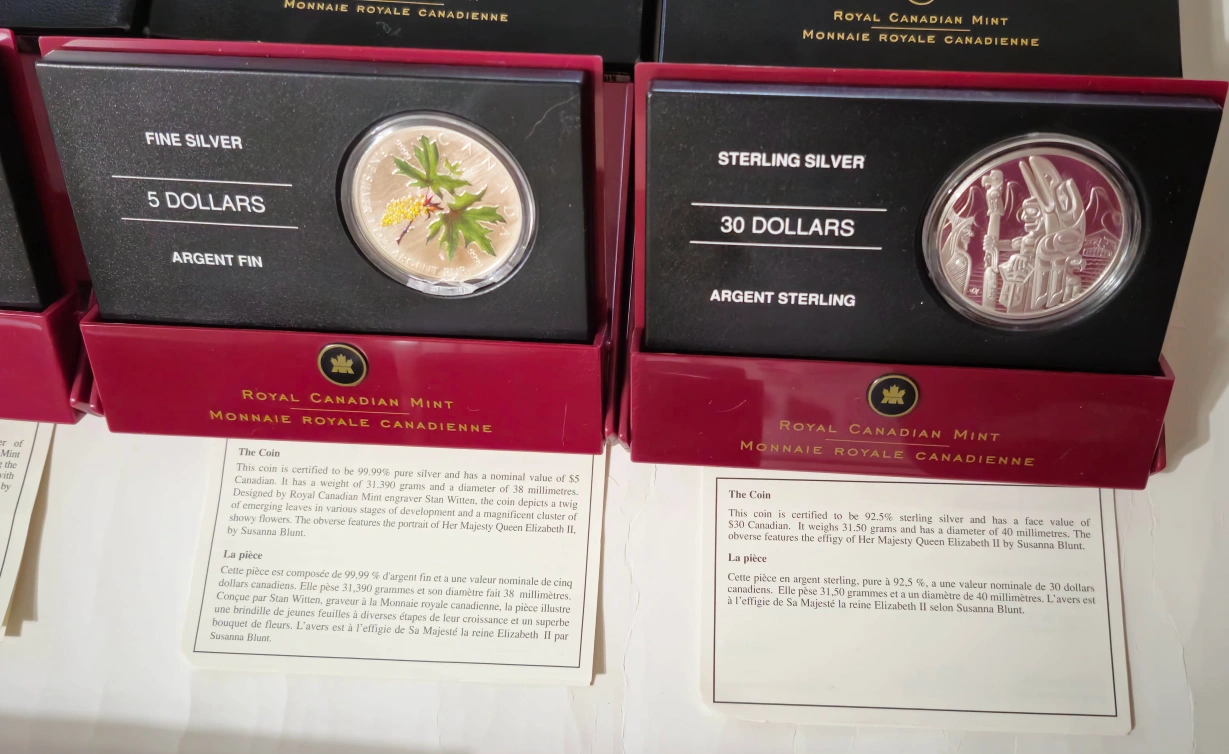 MONNAIE ROYALE CANADIENNE
ROYAL CANADIAN MINT
MONNAIE ROYALE CANADIENNE
FINE SILVER
5 DOLLARS
ARGENT FIN
CANAD
ARGENT PUR
ROYAL CANADIAN MINT
MONNAIE ROYALE CANADIENNE
STERLING SILVER
30 DOLLARS
ARGENT STERLING
ROYAL CANADIAN MINT
MONNAIE ROYALE CANADIENNE
of
Mint
the
with
by
The Coin
This coin is certified to be 99.99% pure silver and has a nominal value of $5
Canadian. It has a weight of 31.390 grams and a diameter of 38 millimetres.
Designed by Royal Canadian Mint engraver Stan Witten, the coin depicts a twig
of emerging leaves in various stages of development and a magnificent cluster of
showy flowers. The obverse features the portrait of Her Majesty Queen Elizabeth II,
by Susanna Blunt.
La pièce
Cette pièce est composée de 99,99 % d'argent fin et a une valeur nominale de cinq
dollars canadiens. Elle pèse 31,390 grammes et son diamètre fait 38 millimètres.
Conçue par Stan Witten, graveur à la Monnaie royale canadienne, la pièce illustre
une brindille de jeunes feuilles à diverses étapes de leur croissance et un superbe
bouquet de fleurs. L'avers est à l'effigie de Sa Majesté la reine Elizabeth II par
Susanna Blunt.
The Coin
This coin is certified to be 92.5% sterling silver and has a face value of
$30 Canadian. It weighs 31.50 grams and has a diameter of 40 millimetres. The
obverse features the effigy of Her Majesty Queen Elizabeth II by Susanna Blunt.
La pièce
Cette pièce en argent sterling, pure à 92,5 %, a une valeur nominale de 30 dollars
canadiens. Elle pèse 31,50 grammes et a un diamètre de 40 millimètres. L'avers est
à l'effigie de Sa Majesté la reine Elizabeth II selon Susanna Blunt.